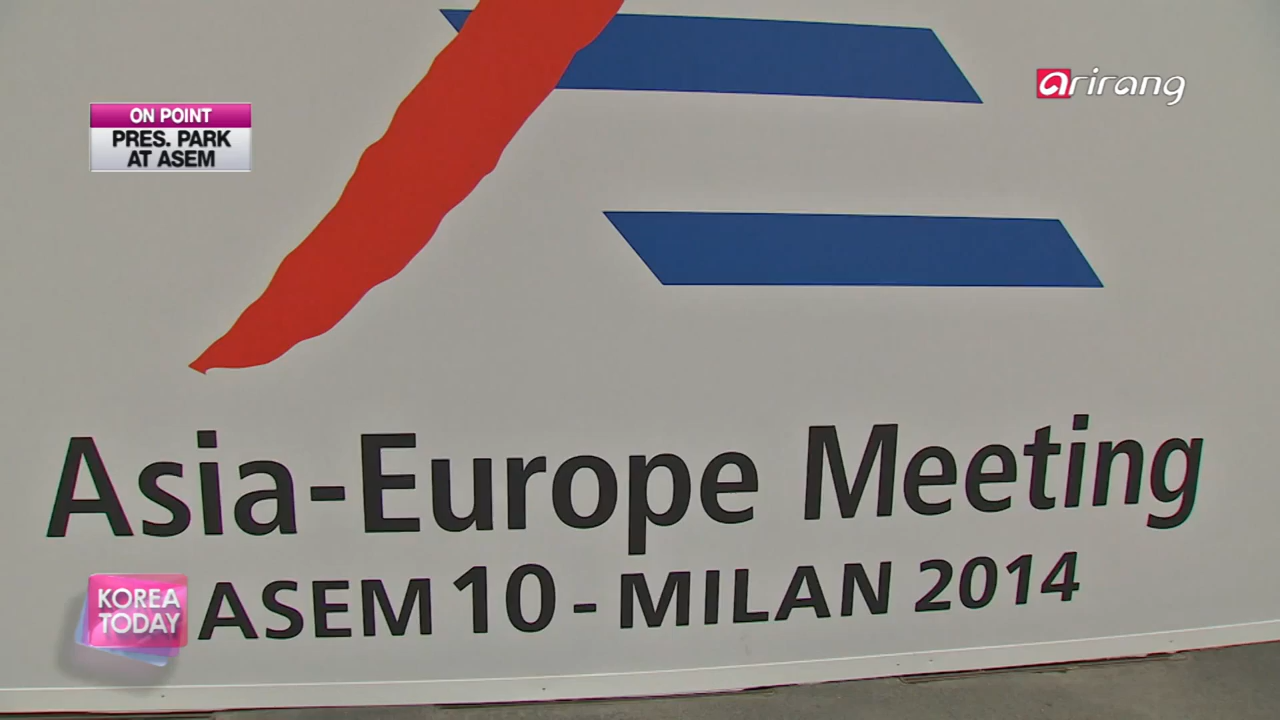 arirang
ON POINT
PRES. PARK
AT ASEM
Asia-Europe Meeting
ASEM 10 - MILAN 2014
KOREA
TODAY